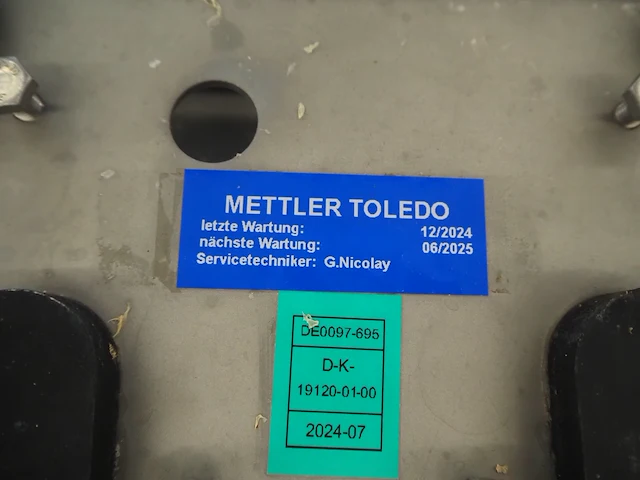 METTLER TOLEDO
letzte Wartung: 12/2024
nächste Wartung: 06/2025
Servicetechniker: G.Nicolay
DE0097-695
D-K-
19120-01-00
2024-07